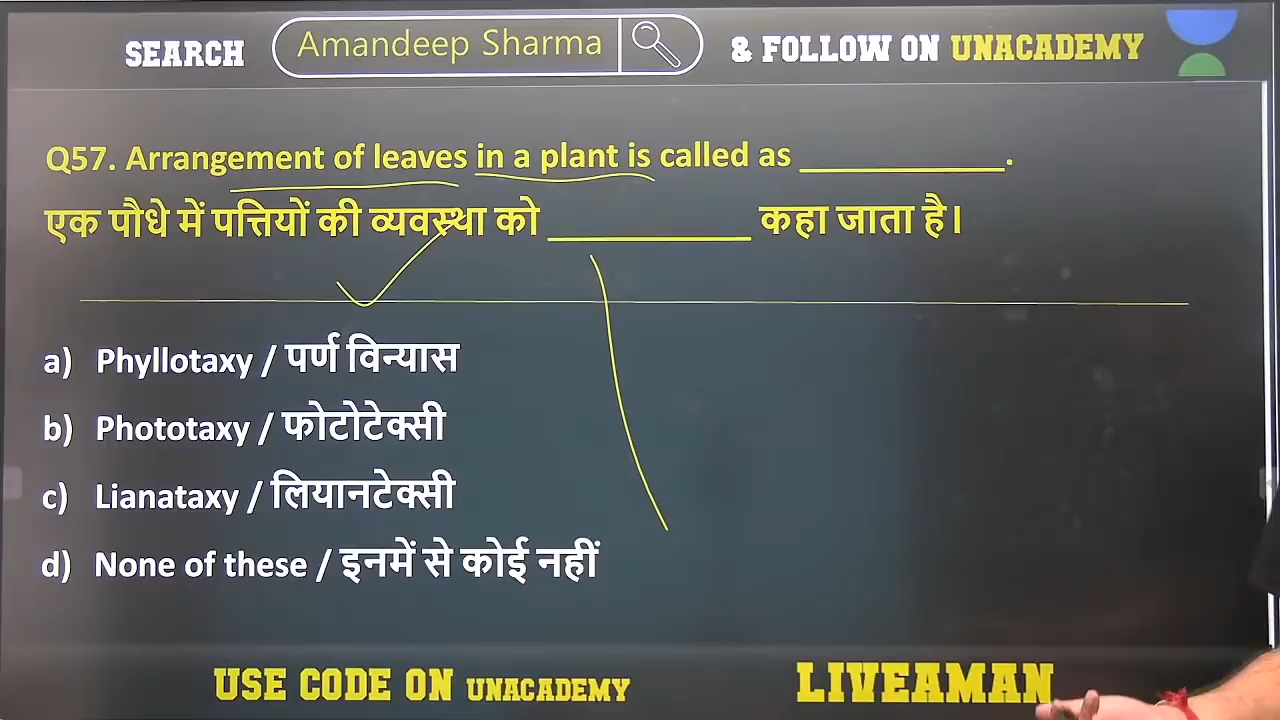 SEARCH Amandeep Sharma & FOLLOW ON UNACADEMY
Q57. Arrangement of leaves in a plant is called as ____________.
एक पौधे में पत्तियों की व्यवस्था को ____________ कहा जाता है।
a) Phyllotaxy / पर्ण विन्यास
b) Phototaxy / फोटोटेक्सी
c) Lianataxy / लियानटेक्सी
d) None of these / इनमें से कोई नहीं
USE CODE ON UNACADEMY LIVEAMAN